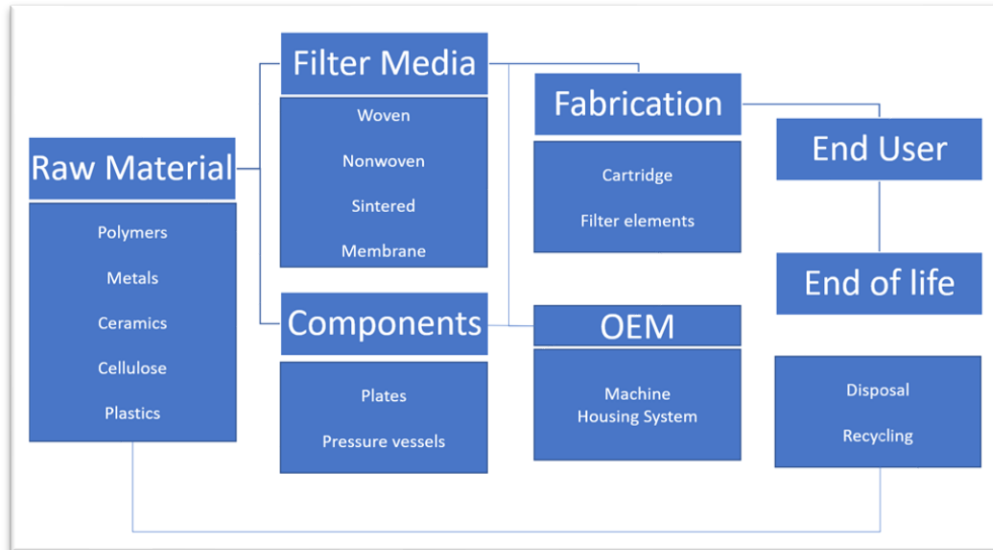 Raw Material
Polymers
Metals
Ceramics
Cellulose
Plastics
Filter Media
Woven
Nonwoven
Sintered
Membrane
Components
Plates
Pressure vessels
Fabrication
Cartridge
Filter elements
OEM
Machine
Housing System
End User
End of life
Disposal
Recycling